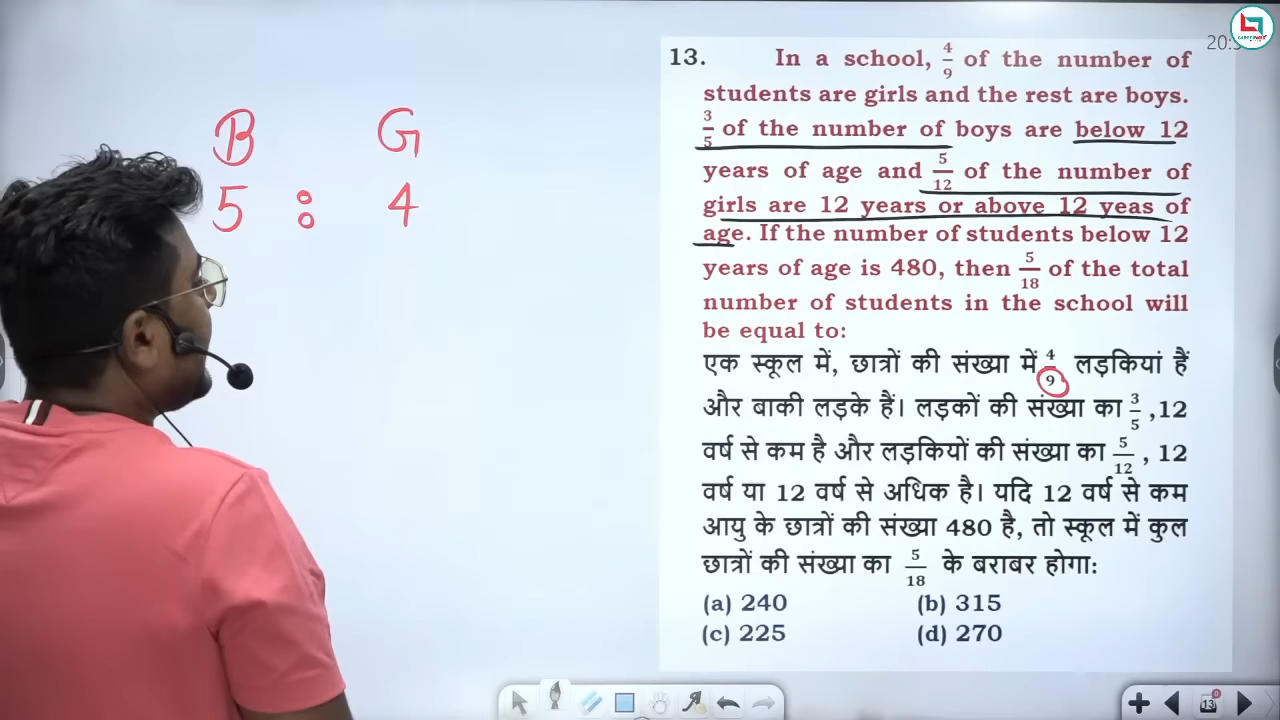 B G
5 : 4
20:
13. In a school, 4/9 of the number of
students are girls and the rest are boys.
3/5 of the number of boys are below 12
years of age and 5/12 of the number of
girls are 12 years or above 12 yeas of
age. If the number of students below 12
years of age is 480, then 5/18 of the total
number of students in the school will
be equal to:
एक स्कूल में, छात्रों की संख्या में 4/9 लड़कियां हैं
और बाकी लड़के हैं। लड़कों की संख्या का 3/5 ,12
वर्ष से कम है और लड़कियों की संख्या का 5/12 , 12
वर्ष या 12 वर्ष से अधिक है। यदि 12 वर्ष से कम
आयु के छात्रों की संख्या 480 है, तो स्कूल में कुल
छात्रों की संख्या का 5/18 के बराबर होगा:
(a) 240 (b) 315
(c) 225 (d) 270
13